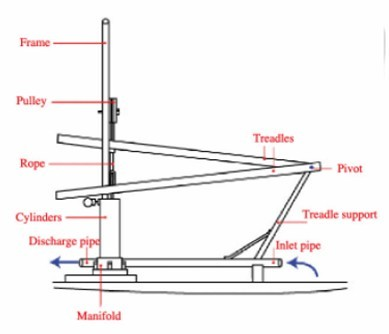 Frame
Pulley
Treadles
Rope
Pivot
Cylinders
Treadle support
Discharge pipe
Inlet pipe
Manifold